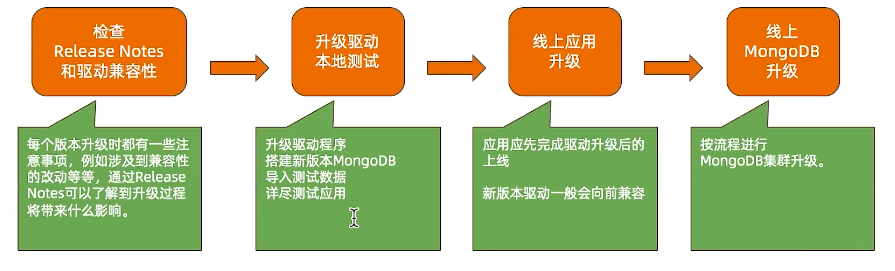 检查
Release Notes
和驱动兼容性
升级驱动
本地测试
线上应用
升级
线上
MongoDB
升级
每个版本升级时都有一些注
意事项，例如涉及到兼容性
的改动等等，通过Release
Notes可以了解到升级过程
将带来什么影响。
升级驱动程序
搭建新版本MongoDB
导入测试数据
详尽测试应用
应用应先完成驱动升级后的
上线
新版本驱动一般会向前兼容
按流程进行
MongoDB集群升级。